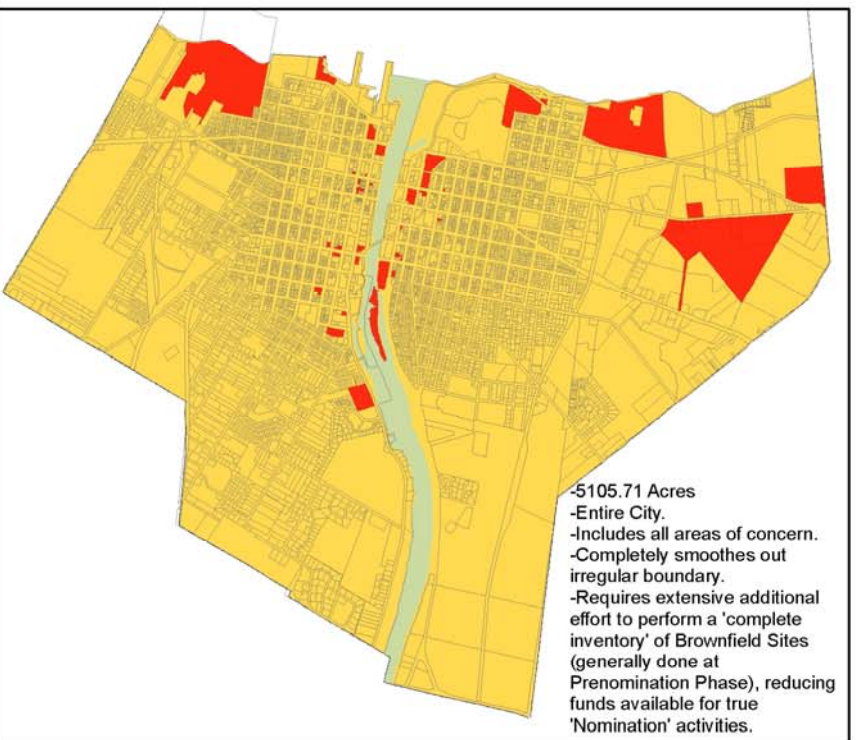 -5105.71 Acres
-Entire City.
-Includes all areas of concern.
-Completely smoothes out
irregular boundary.
-Requires extensive additional
effort to perform a 'complete
inventory' of Brownfield Sites
(generally done at
Prenomination Phase), reducing
funds available for true
'Nomination' activities.